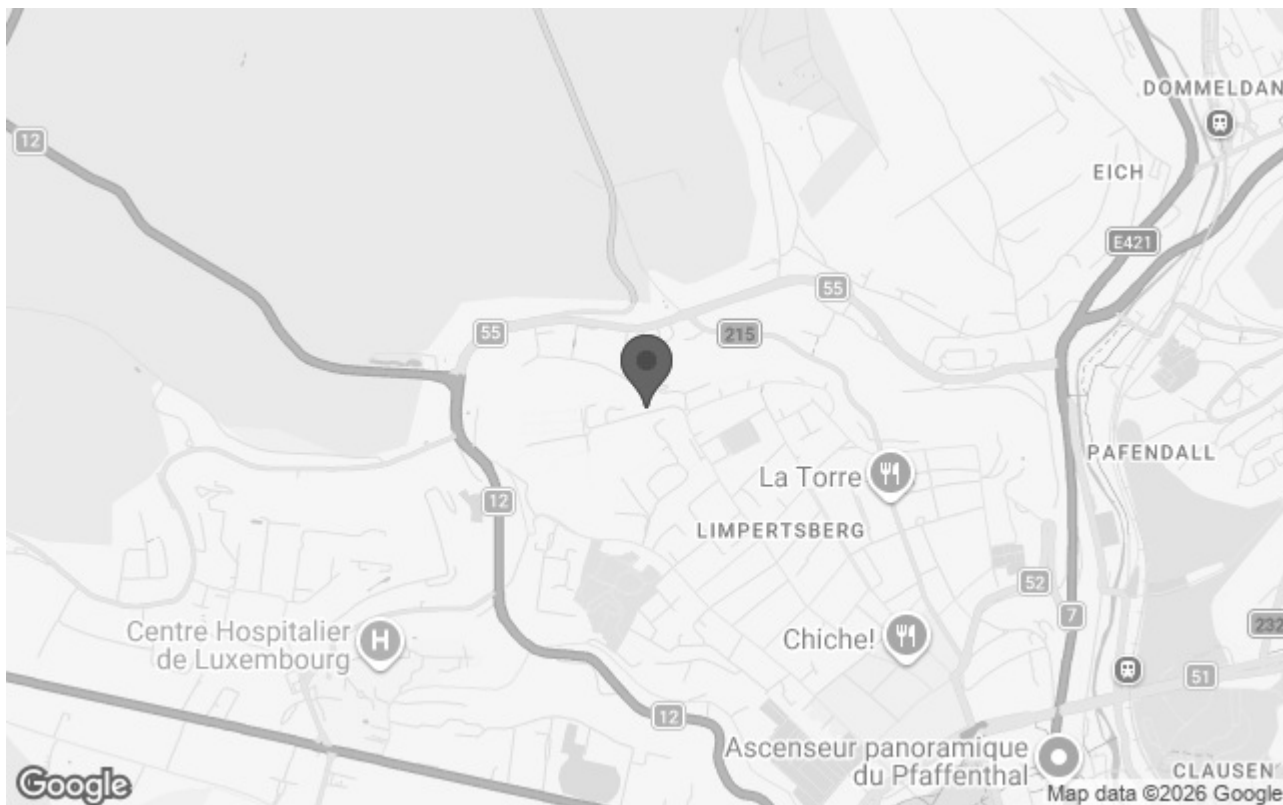 DOMMELDAN
12
EICH
E421
55
55
215
PAFENDALL
La Torre
LIMPERTSBERG
12
52
7
232
Centre Hospitalier
de Luxembourg
H
Chiche!
51
12
Ascenseur panoramique
du Pfaffenthal
CLAUSEN
Google
Map data ©2026 Google